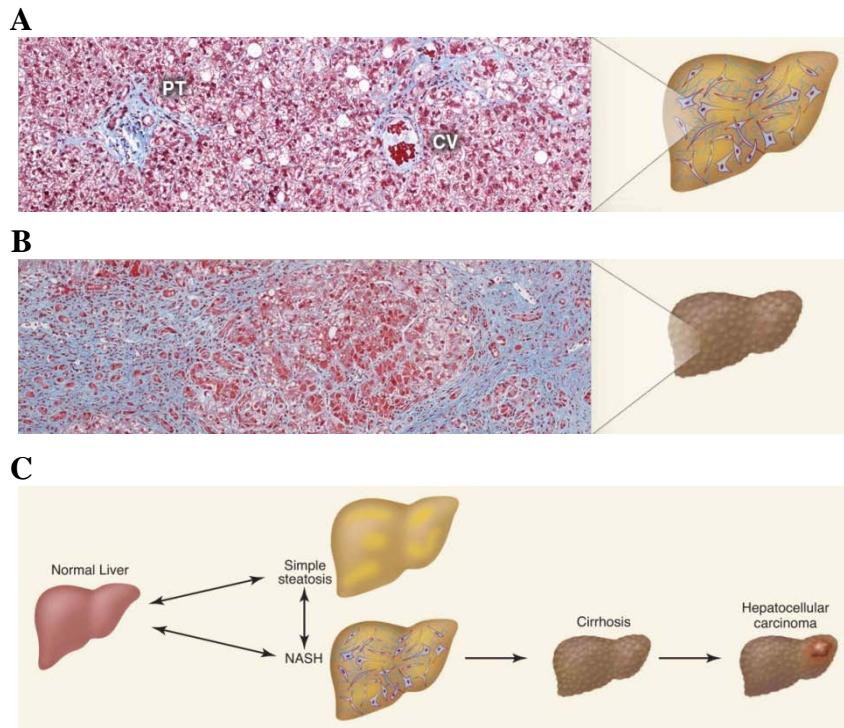 A
PT
CV
B
C
Normal Liver
Simple
steatosis
NASH
Cirrhosis
Hepatocellular
carcinoma